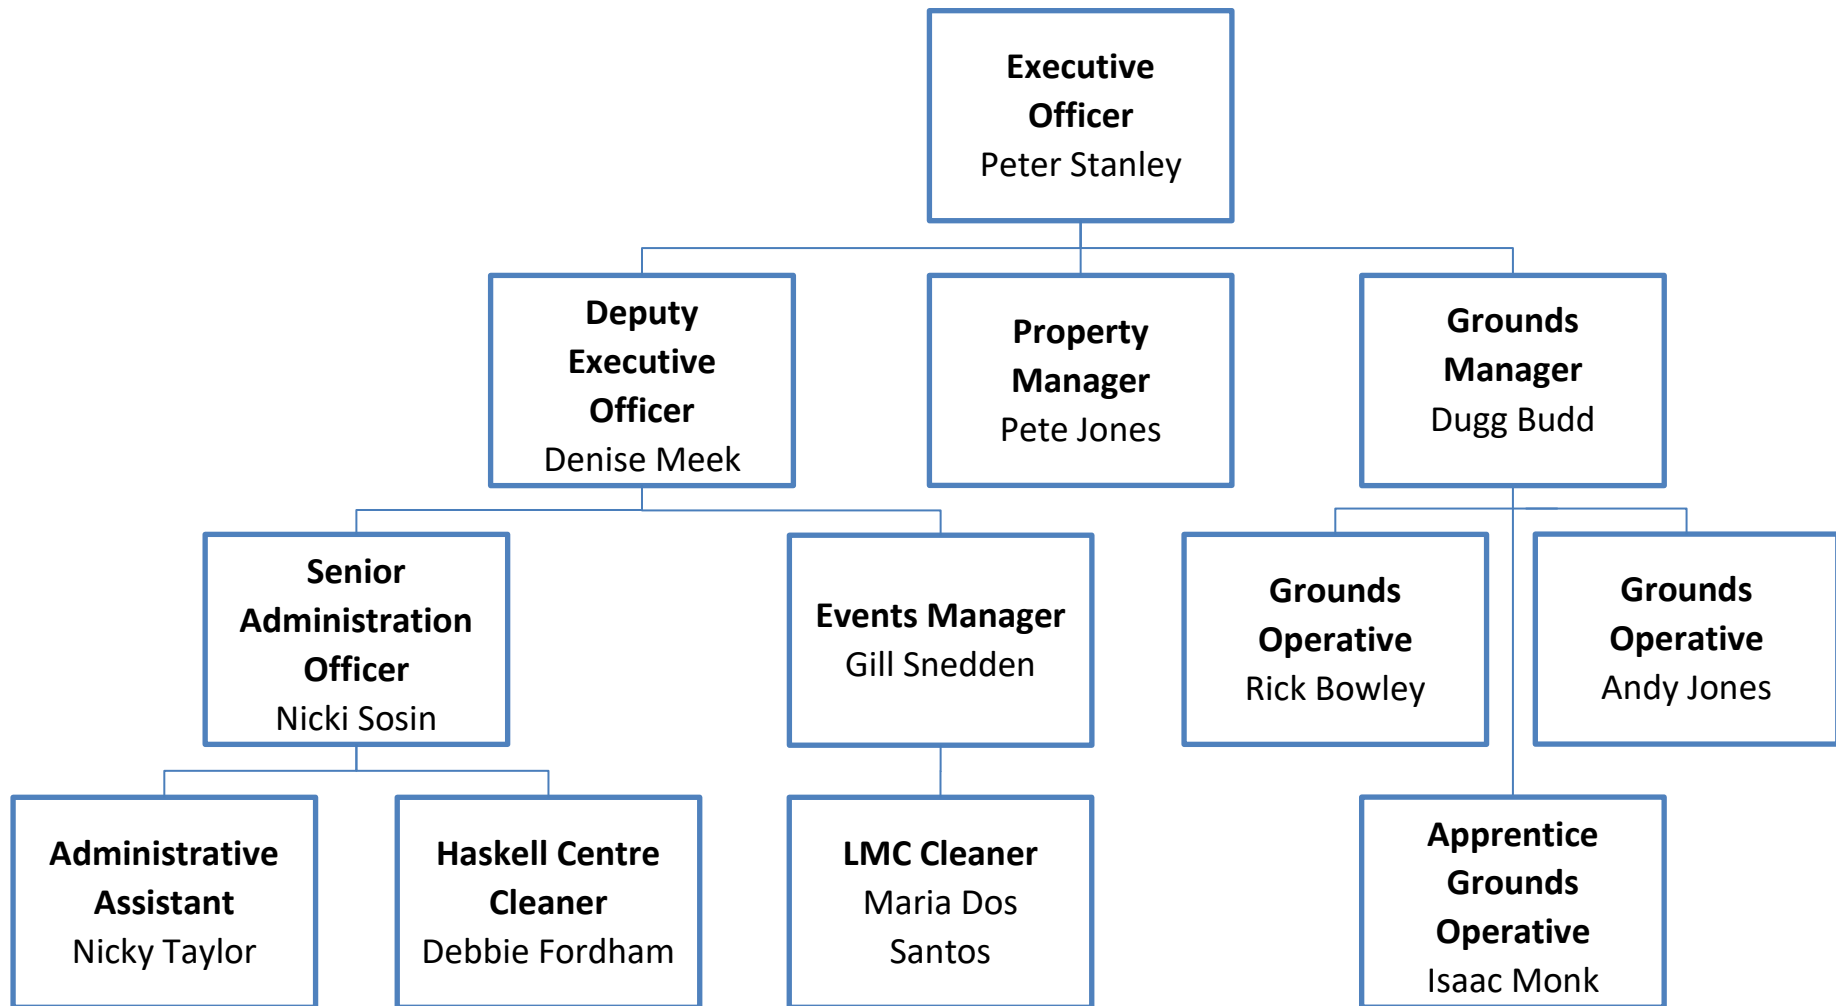 Executive
Officer
Peter Stanley
Deputy
Executive
Officer
Denise Meek
Property
Manager
Pete Jones
Grounds
Manager
Dugg Budd
Senior
Administration
Officer
Nicki Sosin
Events Manager
Gill Snedden
Grounds
Operative
Rick Bowley
Grounds
Operative
Andy Jones
Administrative
Assistant
Nicky Taylor
Haskell Centre
Cleaner
Debbie Fordham
LMC Cleaner
Maria Dos
Santos
Apprentice
Grounds
Operative
Isaac Monk